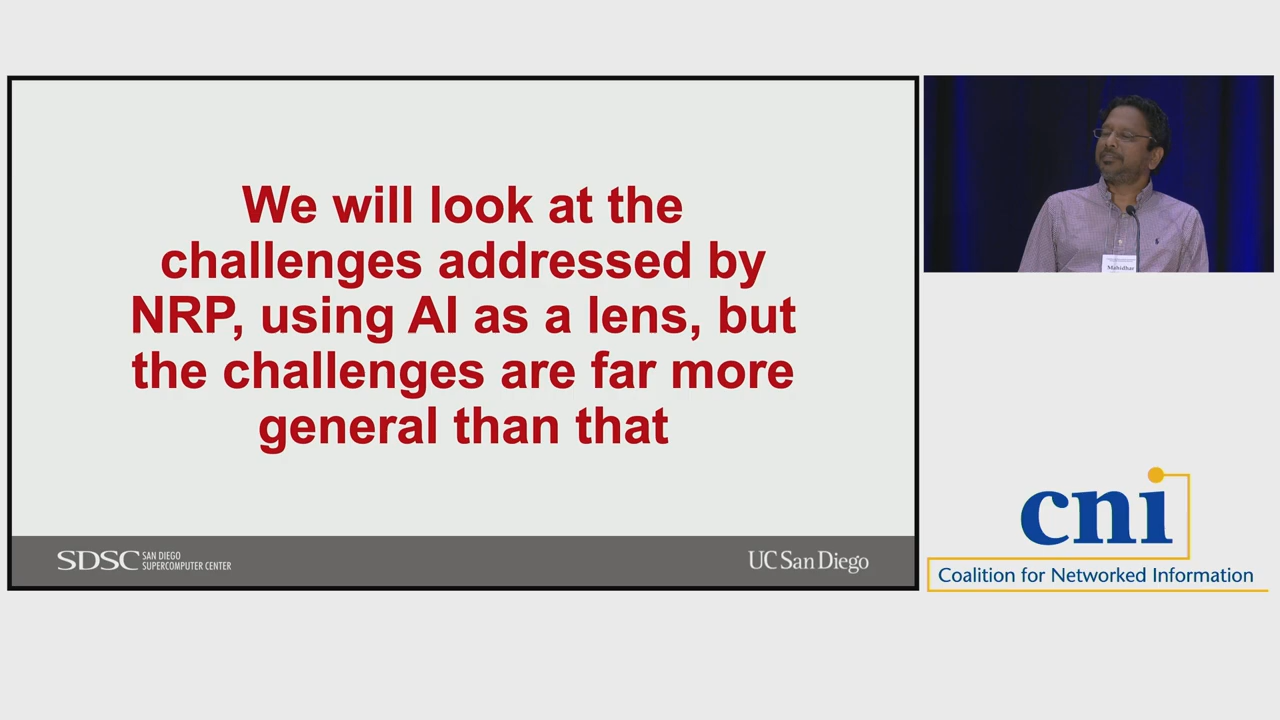 We will look at the
challenges addressed by
NRP, using AI as a lens, but
the challenges are far more
general than that
SDSC SAN DIEGO
SUPERCOMPUTER CENTER
UC San Diego
Mahidhar
cni
Coalition for Networked Information